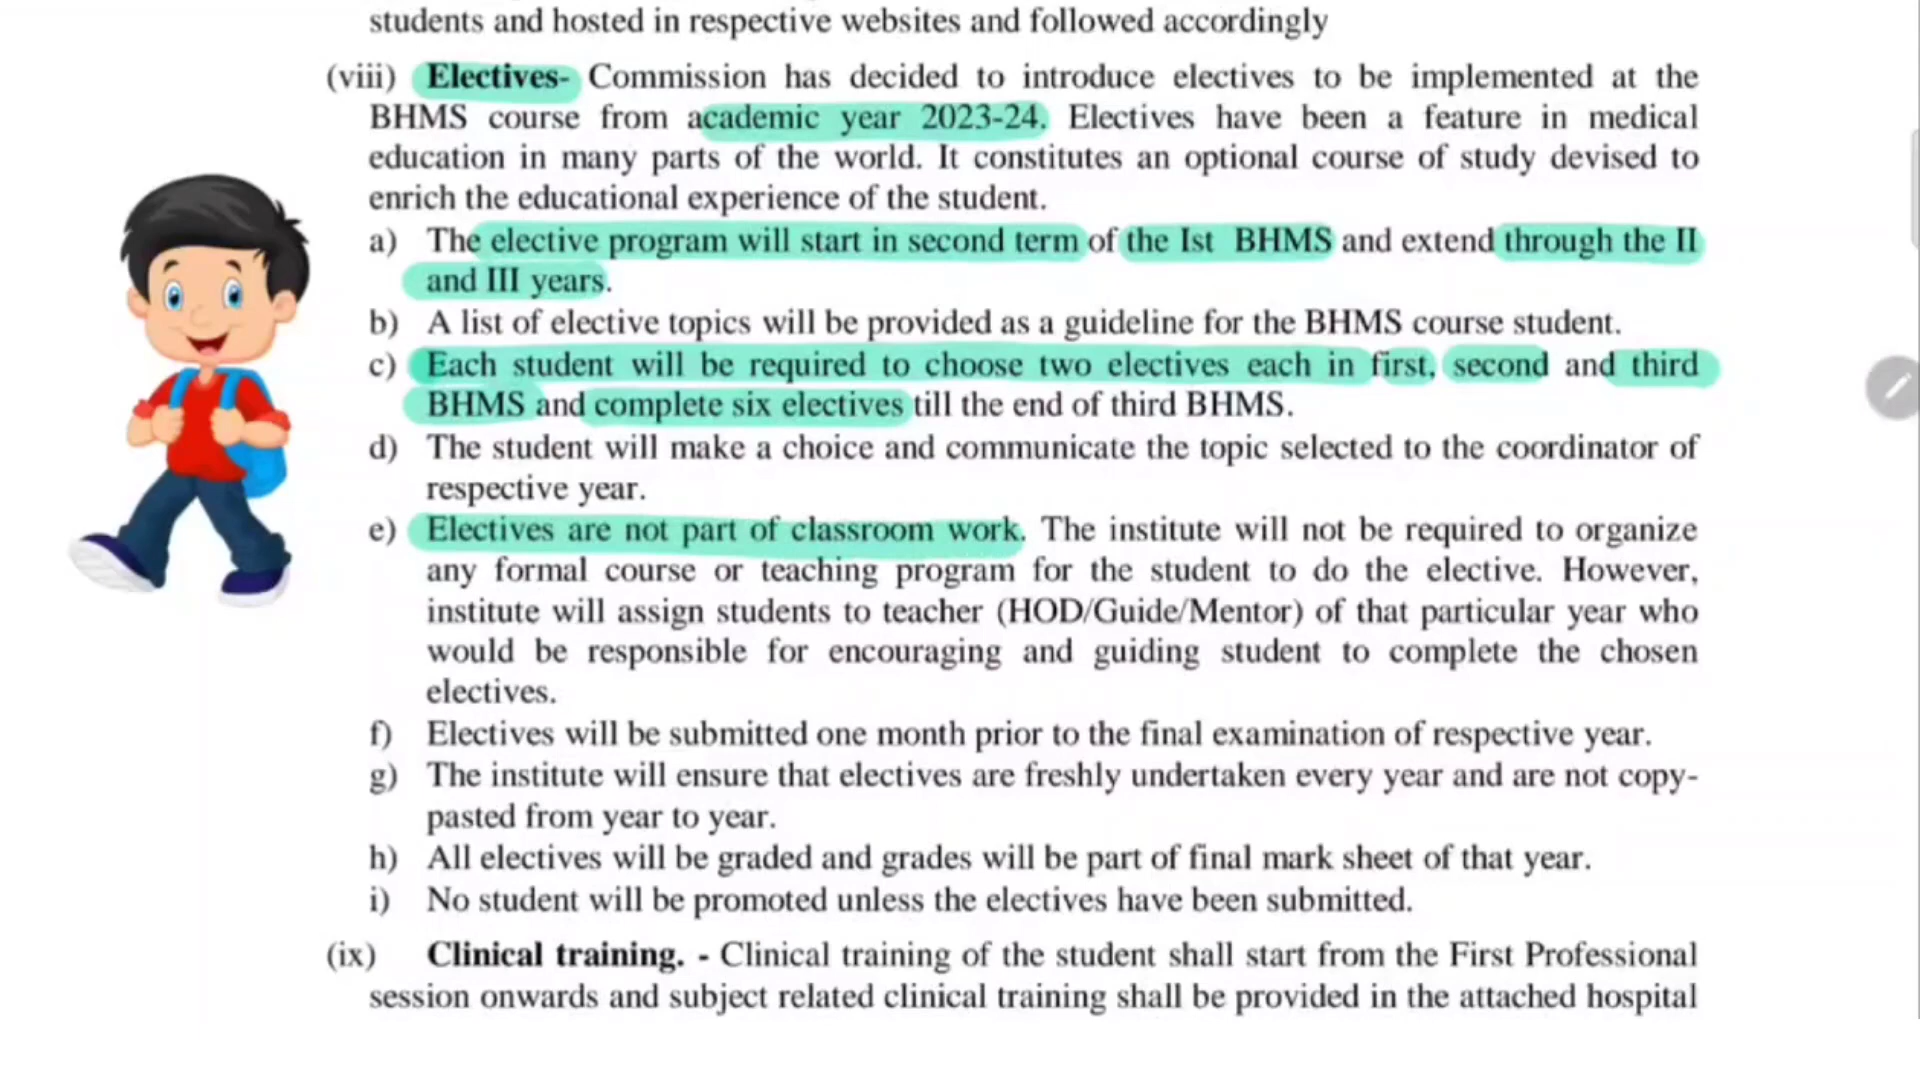 students and hosted in respective websites and followed accordingly
(viii) Electives- Commission has decided to introduce electives to be implemented at the
BHMS course from academic year 2023-24. Electives have been a feature in medical
education in many parts of the world. It constitutes an optional course of study devised to
enrich the educational experience of the student.
a) The elective program will start in second term of the Ist BHMS and extend through the II
and III years.
b) A list of elective topics will be provided as a guideline for the BHMS course student.
c) Each student will be required to choose two electives each in first, second and third
BHMS and complete six electives till the end of third BHMS.
d) The student will make a choice and communicate the topic selected to the coordinator of
respective year.
e) Electives are not part of classroom work. The institute will not be required to organize
any formal course or teaching program for the student to do the elective. However,
institute will assign students to teacher (HOD/Guide/Mentor) of that particular year who
would be responsible for encouraging and guiding student to complete the chosen
electives.
f) Electives will be submitted one month prior to the final examination of respective year.
g) The institute will ensure that electives are freshly undertaken every year and are not copy-
pasted from year to year.
h) All electives will be graded and grades will be part of final mark sheet of that year.
i) No student will be promoted unless the electives have been submitted.
(ix) Clinical training. - Clinical training of the student shall start from the First Professional
session onwards and subject related clinical training shall be provided in the attached hospital